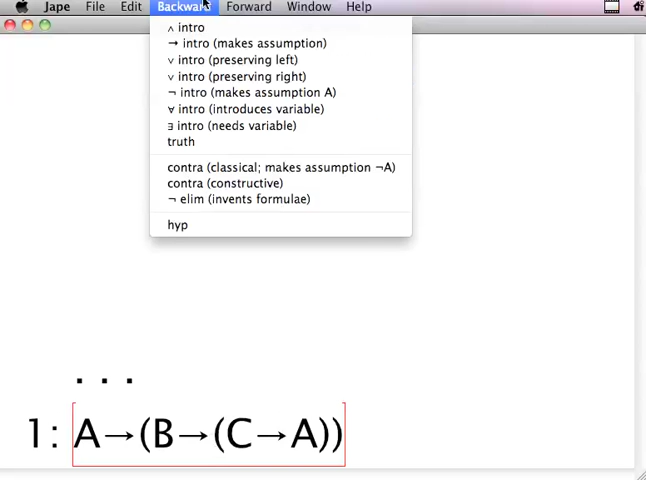 Jape File Edit Backward Forward Window Help
∧ intro
→ intro (makes assumption)
∨ intro (preserving left)
∨ intro (preserving right)
¬ intro (makes assumption A)
∀ intro (introduces variable)
∃ intro (needs variable)
truth
contra (classical; makes assumption ¬A)
contra (constructive)
¬ elim (invents formulae)
hyp
. . .
1: A→(B→(C→A))